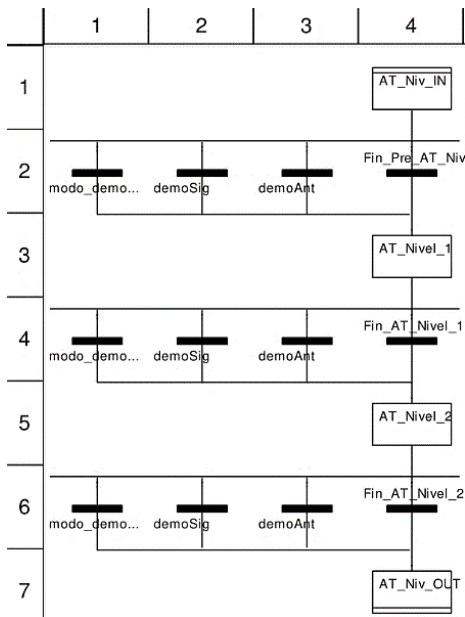 1 2 3 4
1
AT_Niv_IN
2
Fin_Pre_AT_Niv
modo_demo... demoSig demoAnt
3
AT_Nivel_1
4
Fin_AT_Nivel_1
modo_demo... demoSig demoAnt
5
AT_Nivel_2
6
Fin_AT_Nivel_2
modo_demo... demoSig demoAnt
7
AT_Niv_OUT